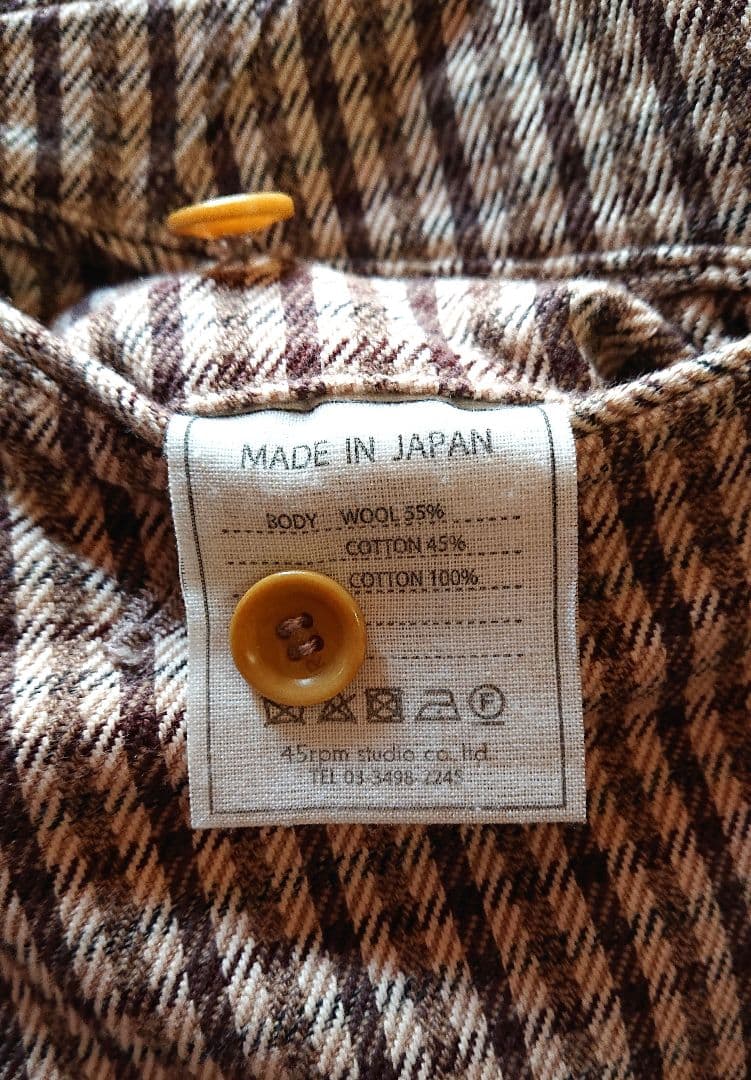 MADE IN JAPAN
BODY WOOL 55%
COTTON 45%
COTTON 100%
F
45rpm studio co. ltd.
TEL 03-3498-2245